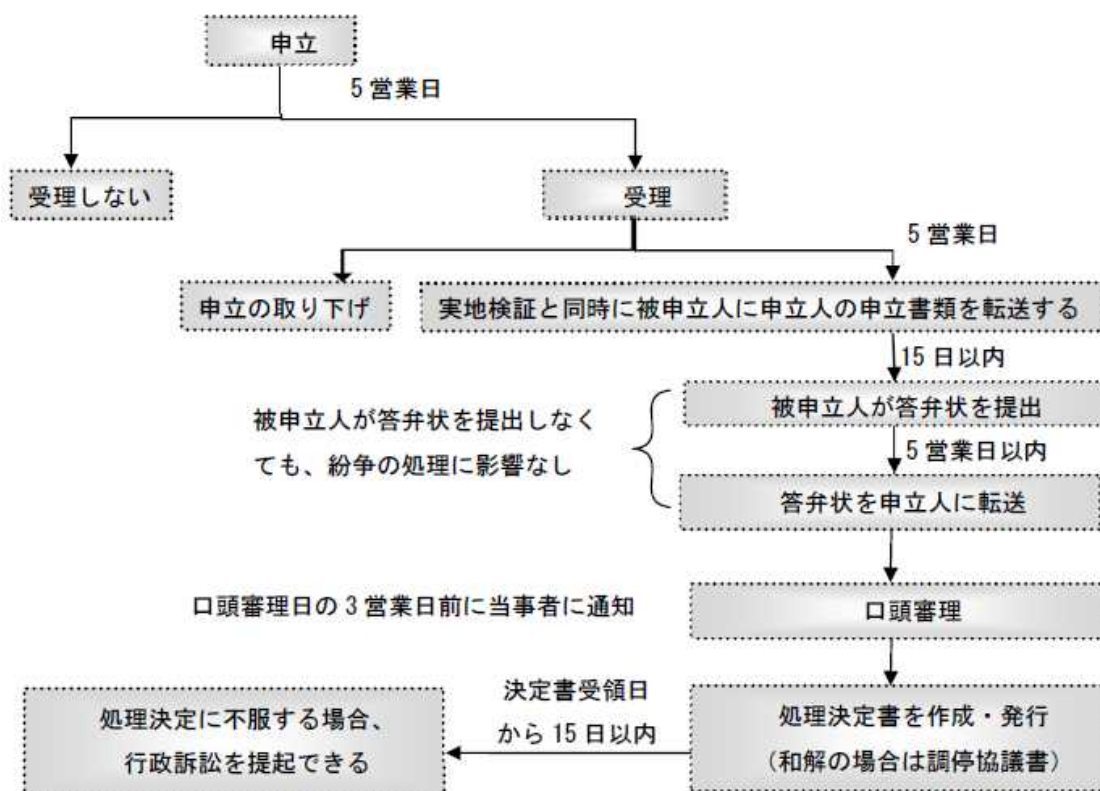 申立
5 営業日
受理しない
受理
5 営業日
申立の取り下げ
実地検証と同時に被申立人に申立人の申立書類を転送する
15 日以内
被申立人が答弁状を提出
被申立人が答弁状を提出しなく
ても、紛争の処理に影響なし
5 営業日以内
答弁状を申立人に転送
口頭審理日の 3 営業日前に当事者に通知
口頭審理
決定書受領日
から 15 日以内
処理決定書を作成・発行
(和解の場合は調停協議書)
処理決定に不服する場合、
行政訴訟を提起できる